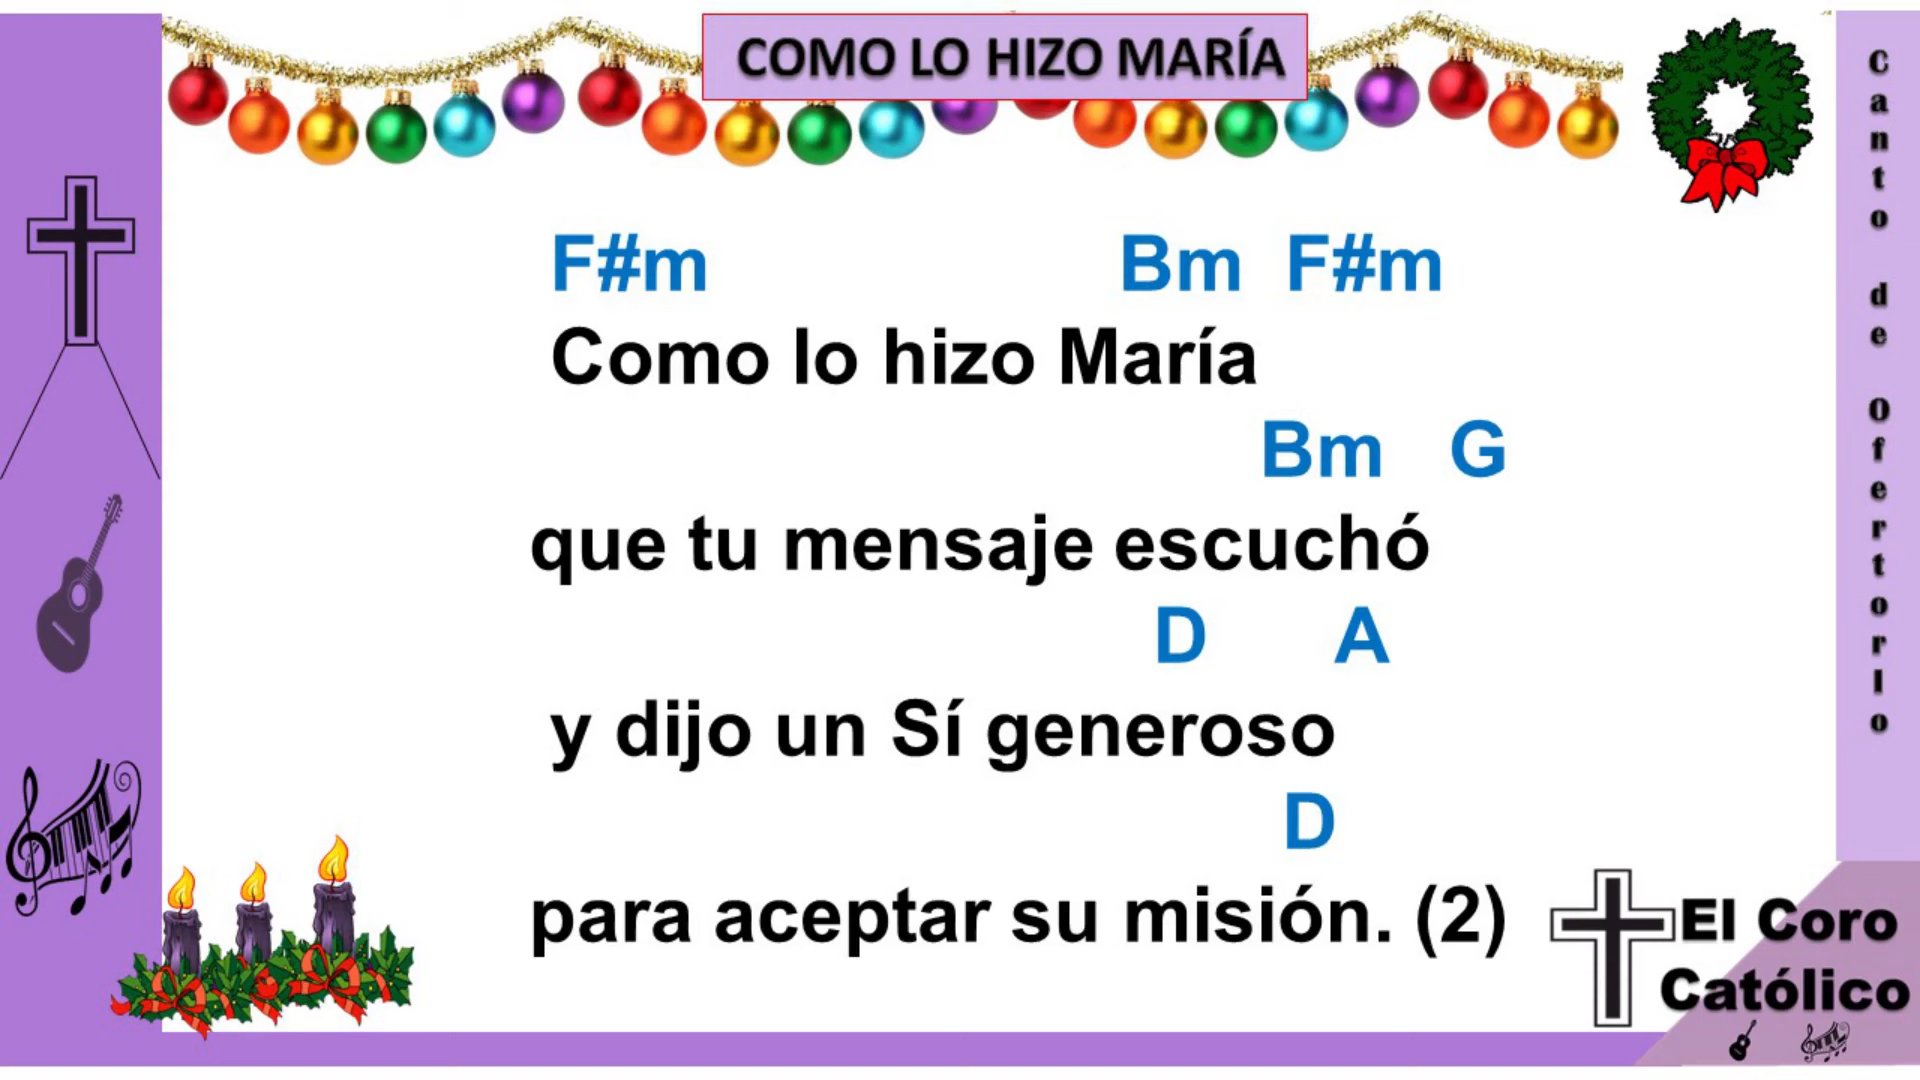 COMO LO HIZO MARÍA
F#m Bm F#m
Como lo hizo María
Bm G
que tu mensaje escuchó
D A
y dijo un Sí generoso
D
para aceptar su misión. (2)
Canto de OfertorIo
El Coro
Católico